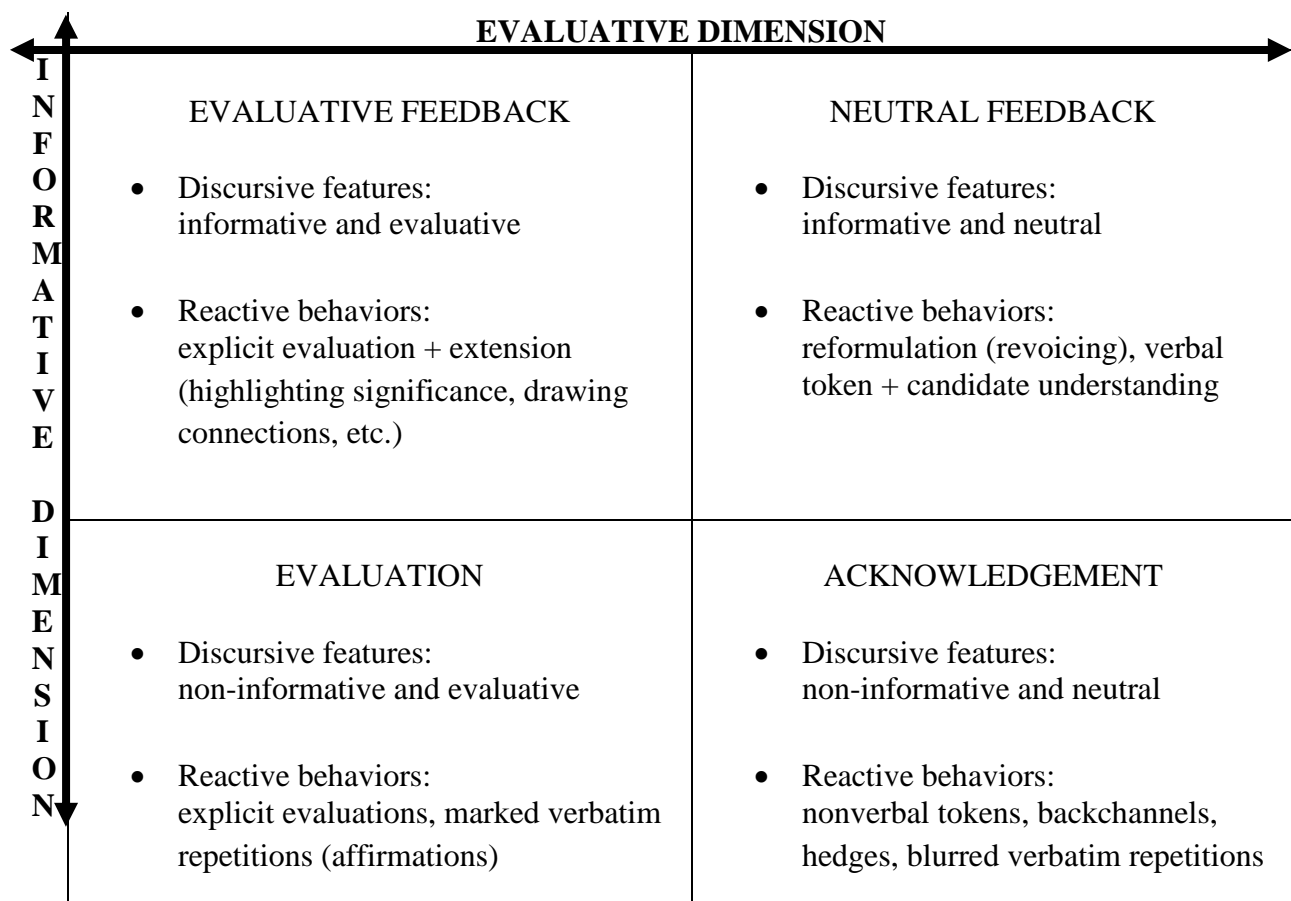 EVALUATIVE DIMENSION
INFORMATIVE DIMENSION
EVALUATIVE FEEDBACK
• Discursive features:
informative and evaluative
• Reactive behaviors:
explicit evaluation + extension
(highlighting significance, drawing
connections, etc.)
NEUTRAL FEEDBACK
• Discursive features:
informative and neutral
• Reactive behaviors:
reformulation (revoicing), verbal
token + candidate understanding
EVALUATION
• Discursive features:
non-informative and evaluative
• Reactive behaviors:
explicit evaluations, marked verbatim
repetitions (affirmations)
ACKNOWLEDGEMENT
• Discursive features:
non-informative and neutral
• Reactive behaviors:
nonverbal tokens, backchannels,
hedges, blurred verbatim repetitions